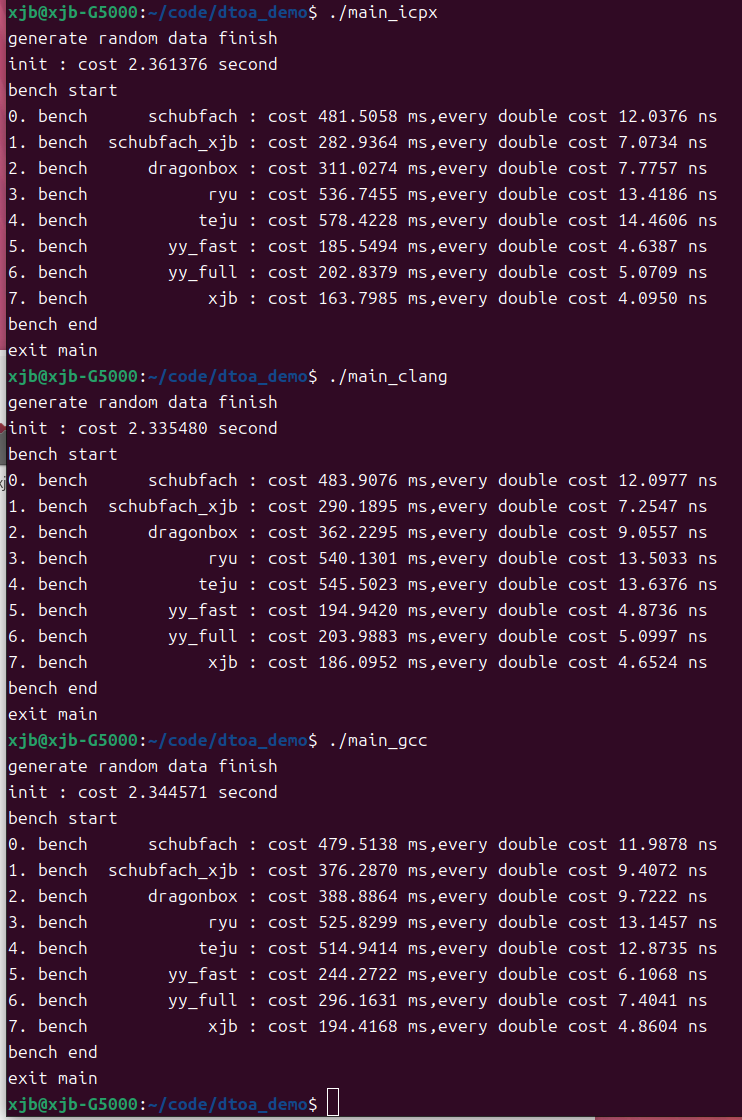 xjb@xjb-G5000:~/code/dtoa_demo$ ./main_icpx
generate random data finish
init : cost 2.361376 second
bench start
0. bench      schubfach : cost 481.5058 ms,every double cost 12.0376 ns
1. bench  schubfach_xjb : cost 282.9364 ms,every double cost 7.0734 ns
2. bench      dragonbox : cost 311.0274 ms,every double cost 7.7757 ns
3. bench            ryu : cost 536.7455 ms,every double cost 13.4186 ns
4. bench           teju : cost 578.4228 ms,every double cost 14.4606 ns
5. bench        yy_fast : cost 185.5494 ms,every double cost 4.6387 ns
6. bench        yy_full : cost 202.8379 ms,every double cost 5.0709 ns
7. bench            xjb : cost 163.7985 ms,every double cost 4.0950 ns
bench end
exit main
xjb@xjb-G5000:~/code/dtoa_demo$ ./main_clang
generate random data finish
init : cost 2.335480 second
bench start
0. bench      schubfach : cost 483.9076 ms,every double cost 12.0977 ns
1. bench  schubfach_xjb : cost 290.1895 ms,every double cost 7.2547 ns
2. bench      dragonbox : cost 362.2295 ms,every double cost 9.0557 ns
3. bench            ryu : cost 540.1301 ms,every double cost 13.5033 ns
4. bench           teju : cost 545.5023 ms,every double cost 13.6376 ns
5. bench        yy_fast : cost 194.9420 ms,every double cost 4.8736 ns
6. bench        yy_full : cost 203.9883 ms,every double cost 5.0997 ns
7. bench            xjb : cost 186.0952 ms,every double cost 4.6524 ns
bench end
exit main
xjb@xjb-G5000:~/code/dtoa_demo$ ./main_gcc
generate random data finish
init : cost 2.344571 second
bench start
0. bench      schubfach : cost 479.5138 ms,every double cost 11.9878 ns
1. bench  schubfach_xjb : cost 376.2870 ms,every double cost 9.4072 ns
2. bench      dragonbox : cost 388.8864 ms,every double cost 9.7222 ns
3. bench            ryu : cost 525.8299 ms,every double cost 13.1457 ns
4. bench           teju : cost 514.9414 ms,every double cost 12.8735 ns
5. bench        yy_fast : cost 244.2722 ms,every double cost 6.1068 ns
6. bench        yy_full : cost 296.1631 ms,every double cost 7.4041 ns
7. bench            xjb : cost 194.4168 ms,every double cost 4.8604 ns
bench end
exit main
xjb@xjb-G5000:~/code/dtoa_demo$